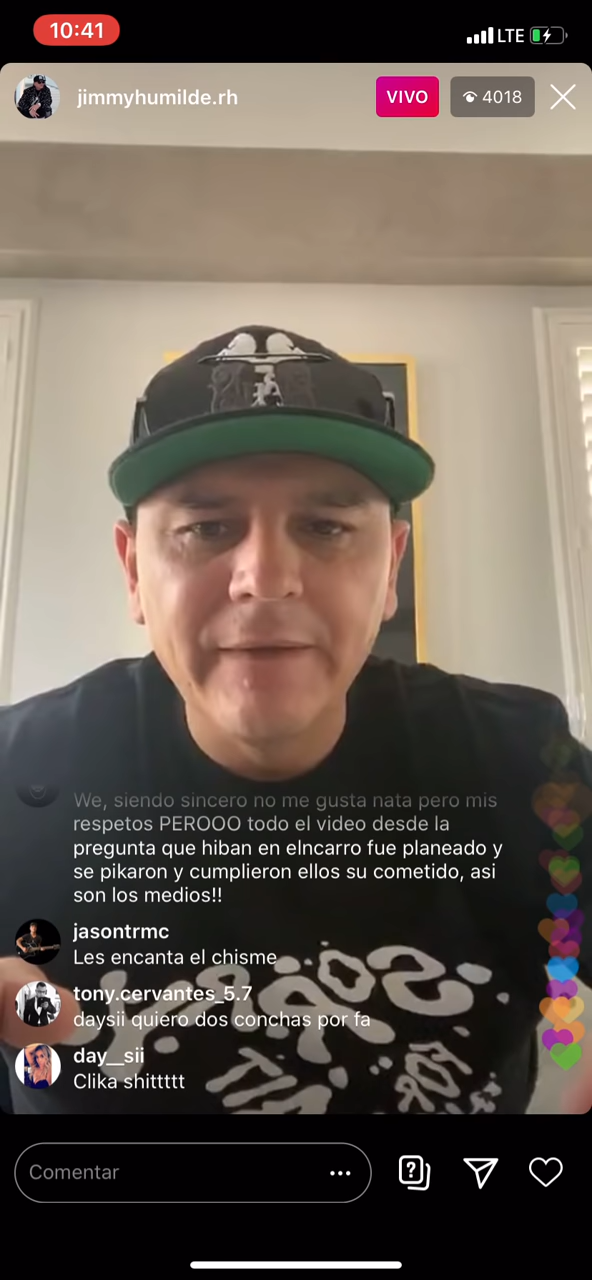 10:41
LTE
jimmyhumilde.rh
VIVO
4018
We, siendo sincero no me gusta nata pero mis
respetos PEROOO todo el video desde la
pregunta que hiban en elncarro fue planeado y
se pikaron y cumplieron ellos su cometido, asi
son los medios!!
jasontrmc
Les encanta el chisme
tony.cervantes_5.7
daysii quiero dos conchas por fa
day__sii
Clika shittttt
Comentar